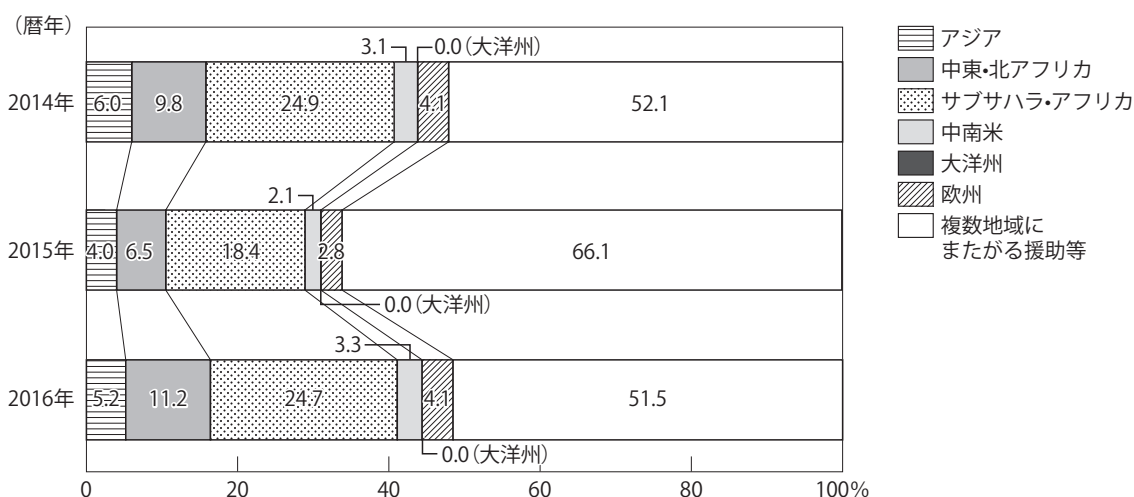 （暦年）
3.1
0.0（大洋州）
2014年
6.0
9.8
24.9
4.1
52.1
2.1
2015年
4.0
6.5
18.4
2.8
66.1
0.0（大洋州）
3.3
2016年
5.2
11.2
24.7
4.1
51.5
0.0（大洋州）
0
20
40
60
80
100%
アジア
中東・北アフリカ
サブサハラ・アフリカ
中南米
大洋州
欧州
複数地域に
またがる援助等